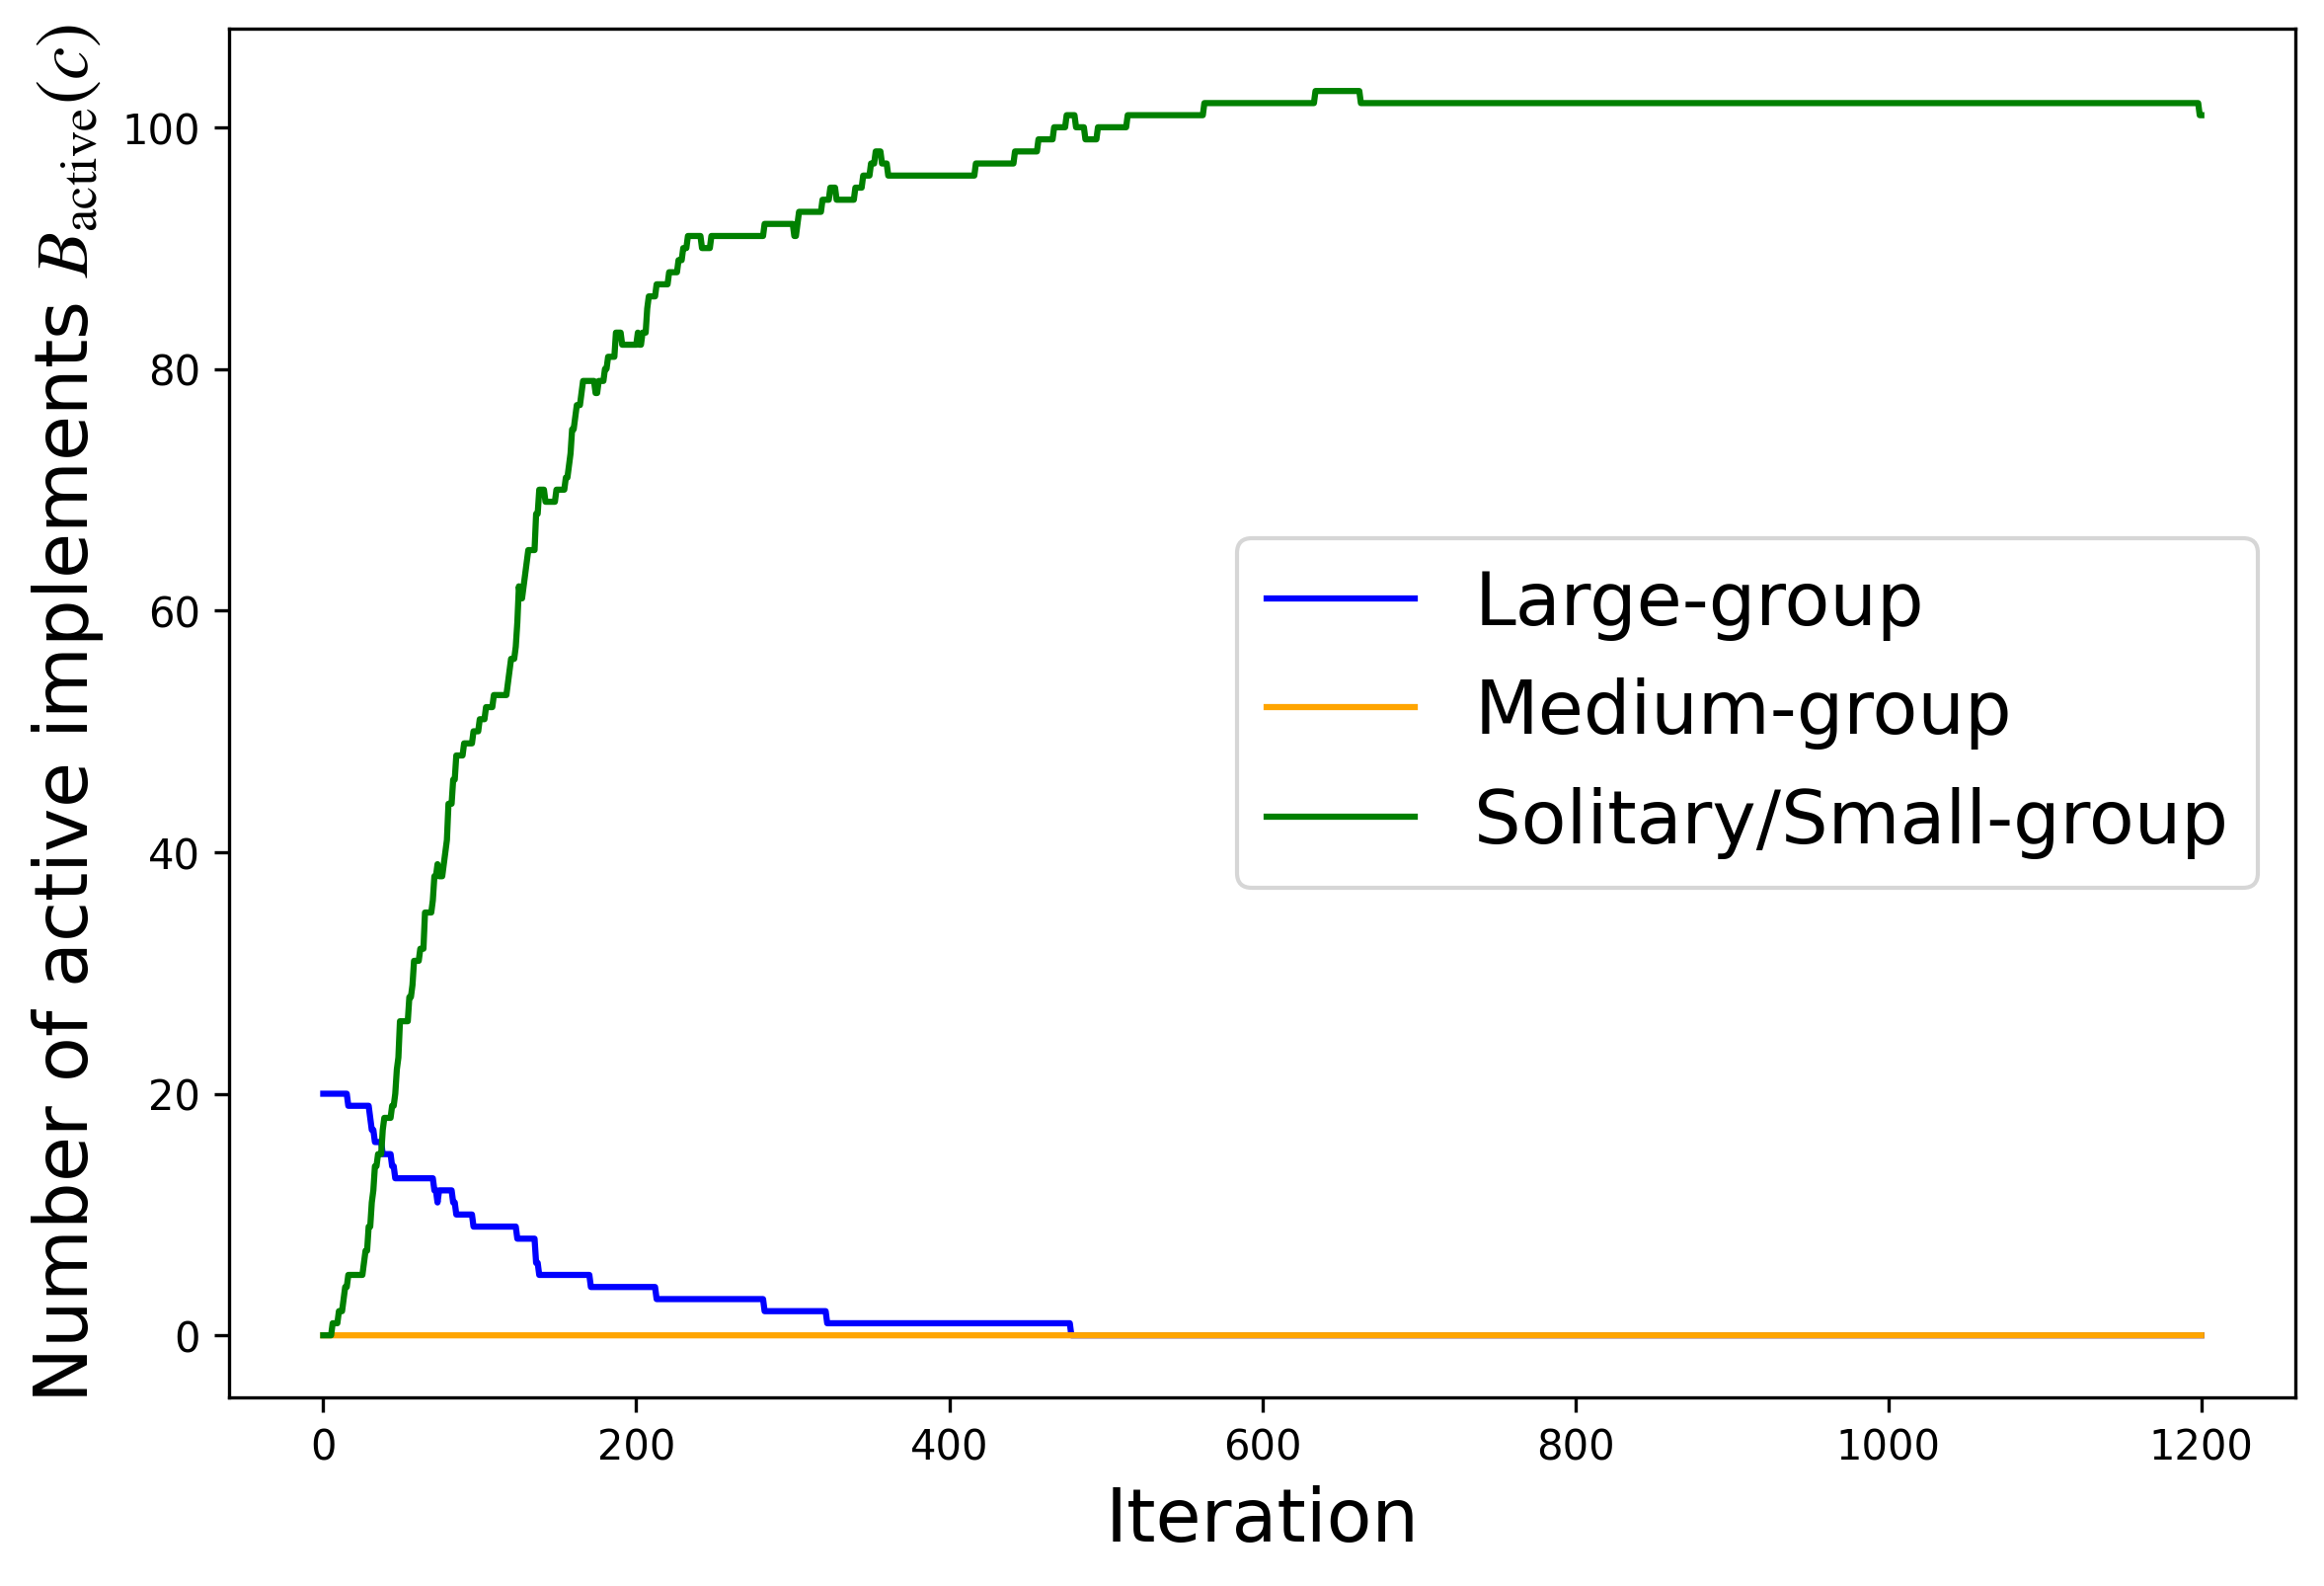 Number of active implements B_active(c)
100
80
60
40
20
0
Large-group
Medium-group
Solitary/Small-group
0 200 400 600 800 1000 1200
Iteration